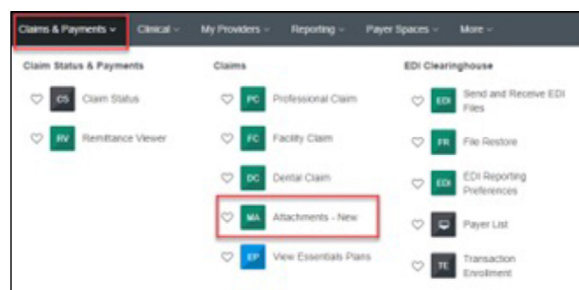 Claims & Payments Clinical My Providers Reporting Payer Spaces More
Claim Status & Payments
CS Claim Status
RV Remittance Viewer
Claims
PC Professional Claim
FC Facility Claim
DC Dental Claim
MA Attachments - New
EP View Essentials Plans
EDI Clearinghouse
EDI Send and Receive EDI
Files
FR File Restore
EDI EDI Reporting
Preferences
Payer List
TE Transaction
Enrollment